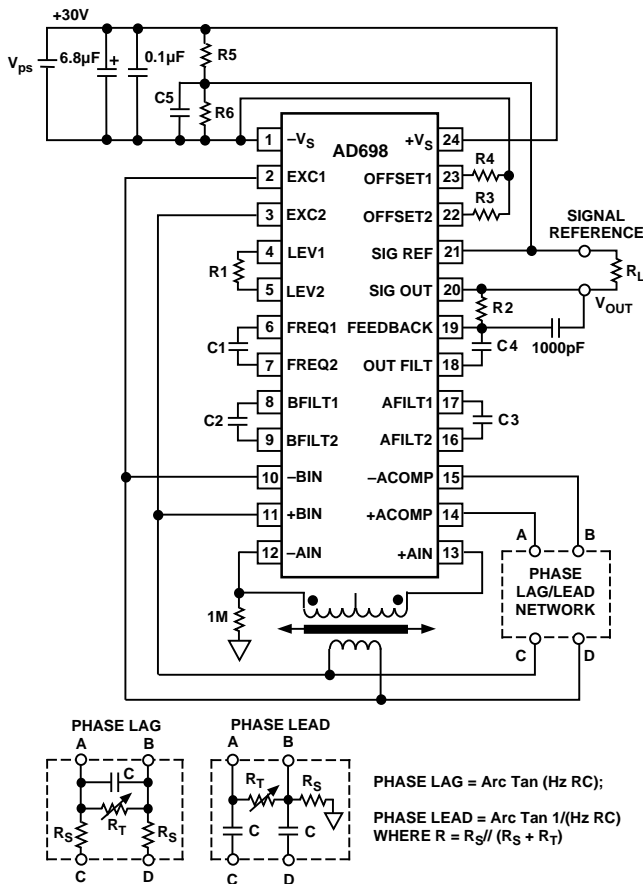 +30V
Vps
6.8µF
+
0.1µF
R5
C5
R6
AD698
1 –VS
+VS 24
2 EXC1
OFFSET1 23
R4
3 EXC2
OFFSET2 22
R3
SIGNAL
REFERENCE
4 LEV1
SIG REF 21
R1
RL
5 LEV2
SIG OUT 20
VOUT
R2
6 FREQ1
FEEDBACK 19
C1
C4
1000pF
7 FREQ2
OUT FILT 18
8 BFILT1
AFILT1 17
C2
C3
9 BFILT2
AFILT2 16
10 –BIN
–ACOMP 15
11 +BIN
+ACOMP 14
A
B
12 –AIN
+AIN 13
PHASE
LAG/LEAD
NETWORK
1M
C
D
PHASE LAG
A
B
C
RT
RS
RS
C
D
PHASE LEAD
A
B
RT
RS
C
C
C
D
PHASE LAG = Arc Tan (Hz RC);
PHASE LEAD = Arc Tan 1/(Hz RC)
WHERE R = RS// (RS + RT)